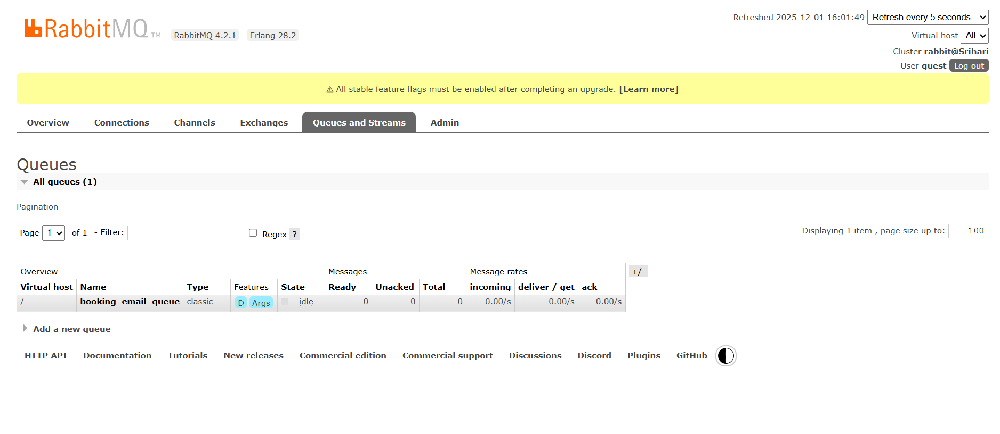 RabbitMQ TM RabbitMQ 4.2.1 Erlang 28.2
Refreshed 2025-12-01 16:01:49 Refresh every 5 seconds
Virtual host All
Cluster rabbit@Srihari
User guest Log out
⚠ All stable feature flags must be enabled after completing an upgrade. [Learn more]
Overview Connections Channels Exchanges Queues and Streams Admin
Queues
All queues (1)
Pagination
Page 1 of 1 - Filter: Regex ? Displaying 1 item , page size up to: 100
Overview Messages Message rates +/-
Virtual host Name Type Features State Ready Unacked Total incoming deliver / get ack
/ booking_email_queue classic D Args idle 0 0 0 0.00/s 0.00/s 0.00/s
Add a new queue
HTTP API Documentation Tutorials New releases Commercial edition Commercial support Discussions Discord Plugins GitHub